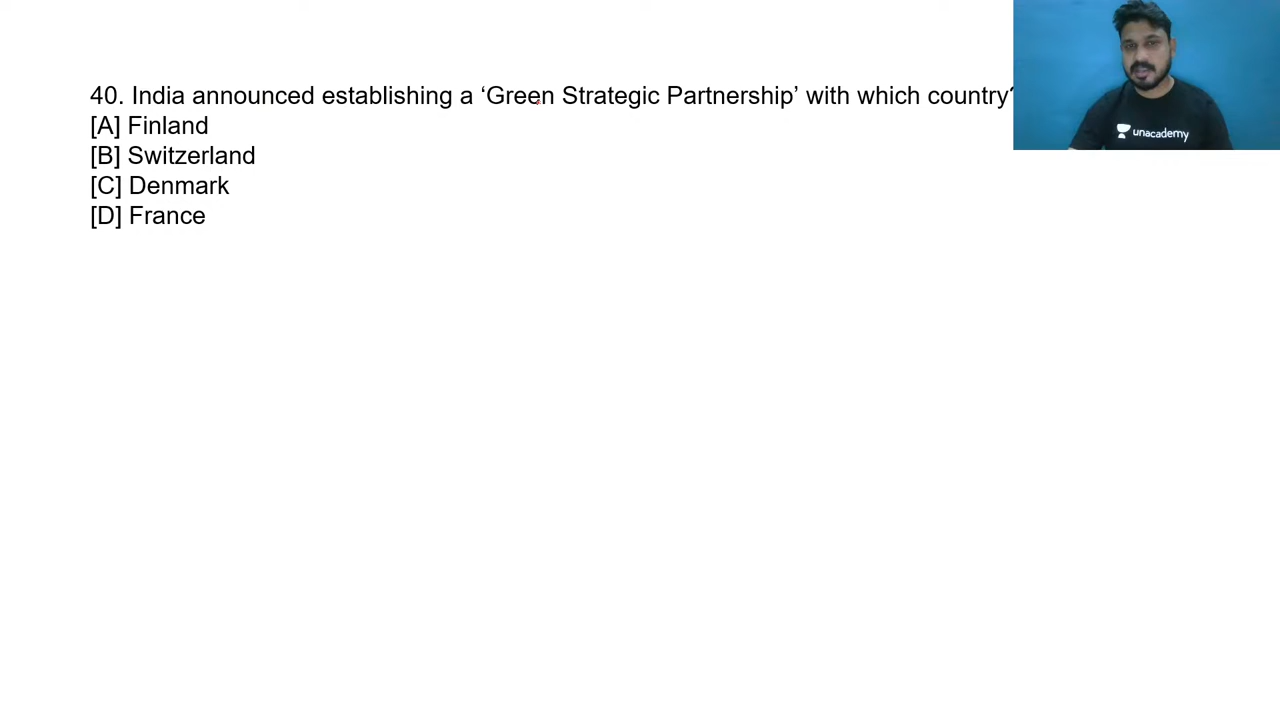 40. India announced establishing a ‘Green Strategic Partnership’ with which country?
[A] Finland
[B] Switzerland
[C] Denmark
[D] France
unacademy